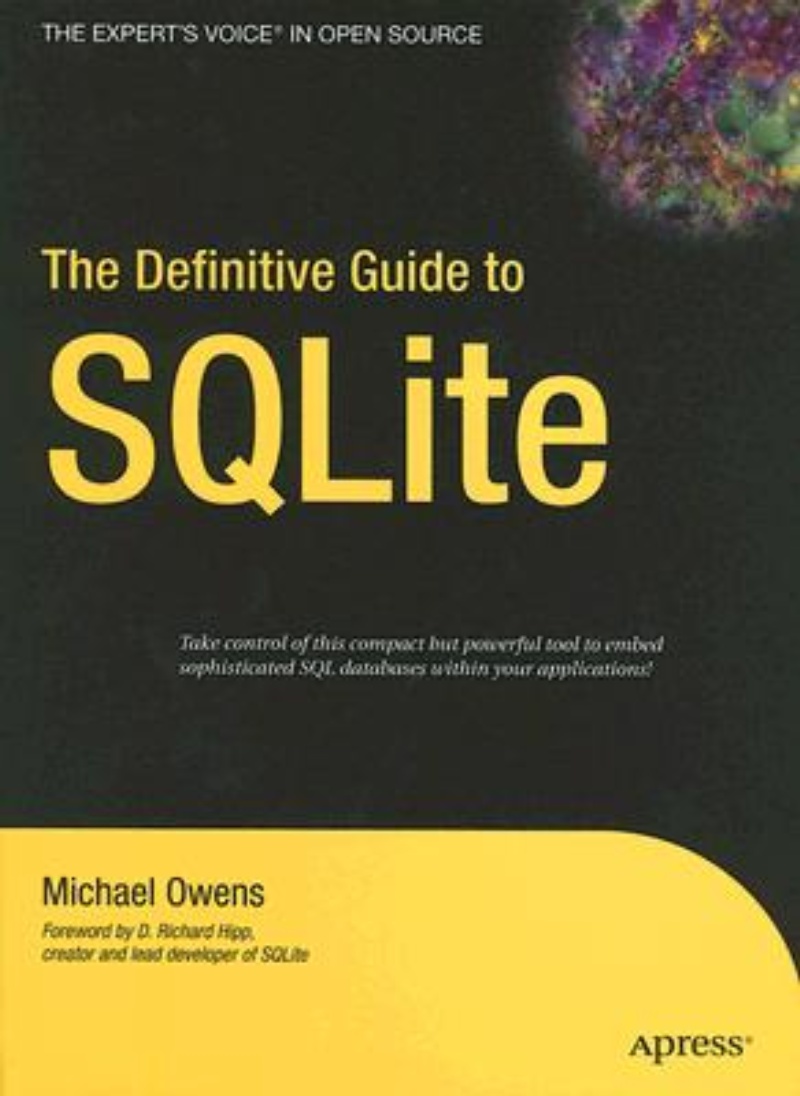 THE EXPERT'S VOICE® IN OPEN SOURCE
The Definitive Guide to
SQLite
Take control of this compact but powerful tool to embed
sophisticated SQL databases within your applications!
Michael Owens
Foreword by D. Richard Hipp,
creator and lead developer of SQLite
Apress®